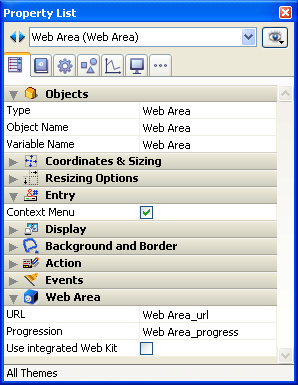 Property List
Web Area (Web Area)
Objects
Type Web Area
Object Name Web Area
Variable Name Web Area
Coordinates & Sizing
Resizing Options
Entry
Context Menu
Display
Background and Border
Action
Events
Web Area
URL Web Area_url
Progression Web Area_progress
Use integrated Web Kit
All Themes